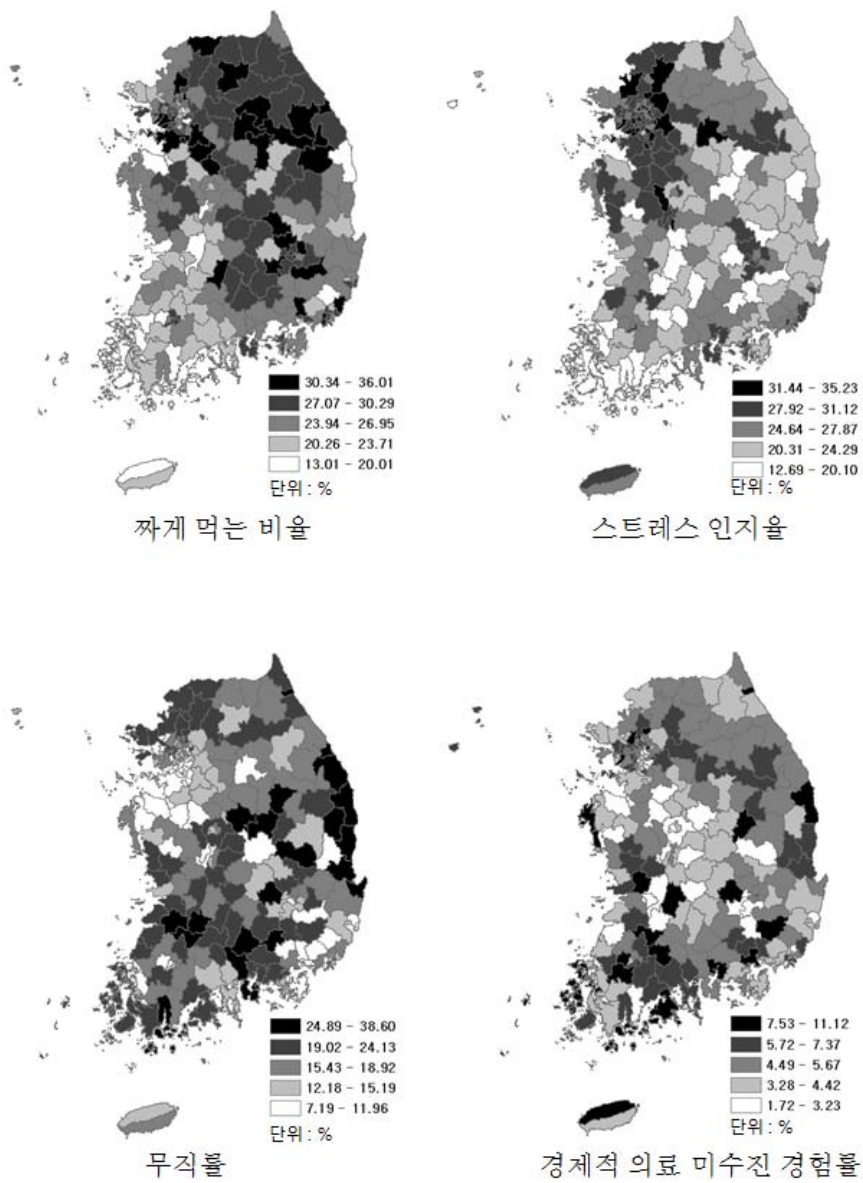 30.34 - 36.01
27.07 - 30.29
23.94 - 26.95
20.26 - 23.71
13.01 - 20.01
단위 : %
짜게 먹는 비율
31.44 - 35.23
27.92 - 31.12
24.64 - 27.87
20.31 - 24.29
12.69 - 20.10
단위 : %
스트레스 인지율
24.89 - 38.60
19.02 - 24.13
15.43 - 18.92
12.18 - 15.19
7.19 - 11.96
단위 : %
무직률
7.53 - 11.12
5.72 - 7.37
4.49 - 5.67
3.28 - 4.42
1.72 - 3.23
단위 : %
경제적 의료 미수진 경험률